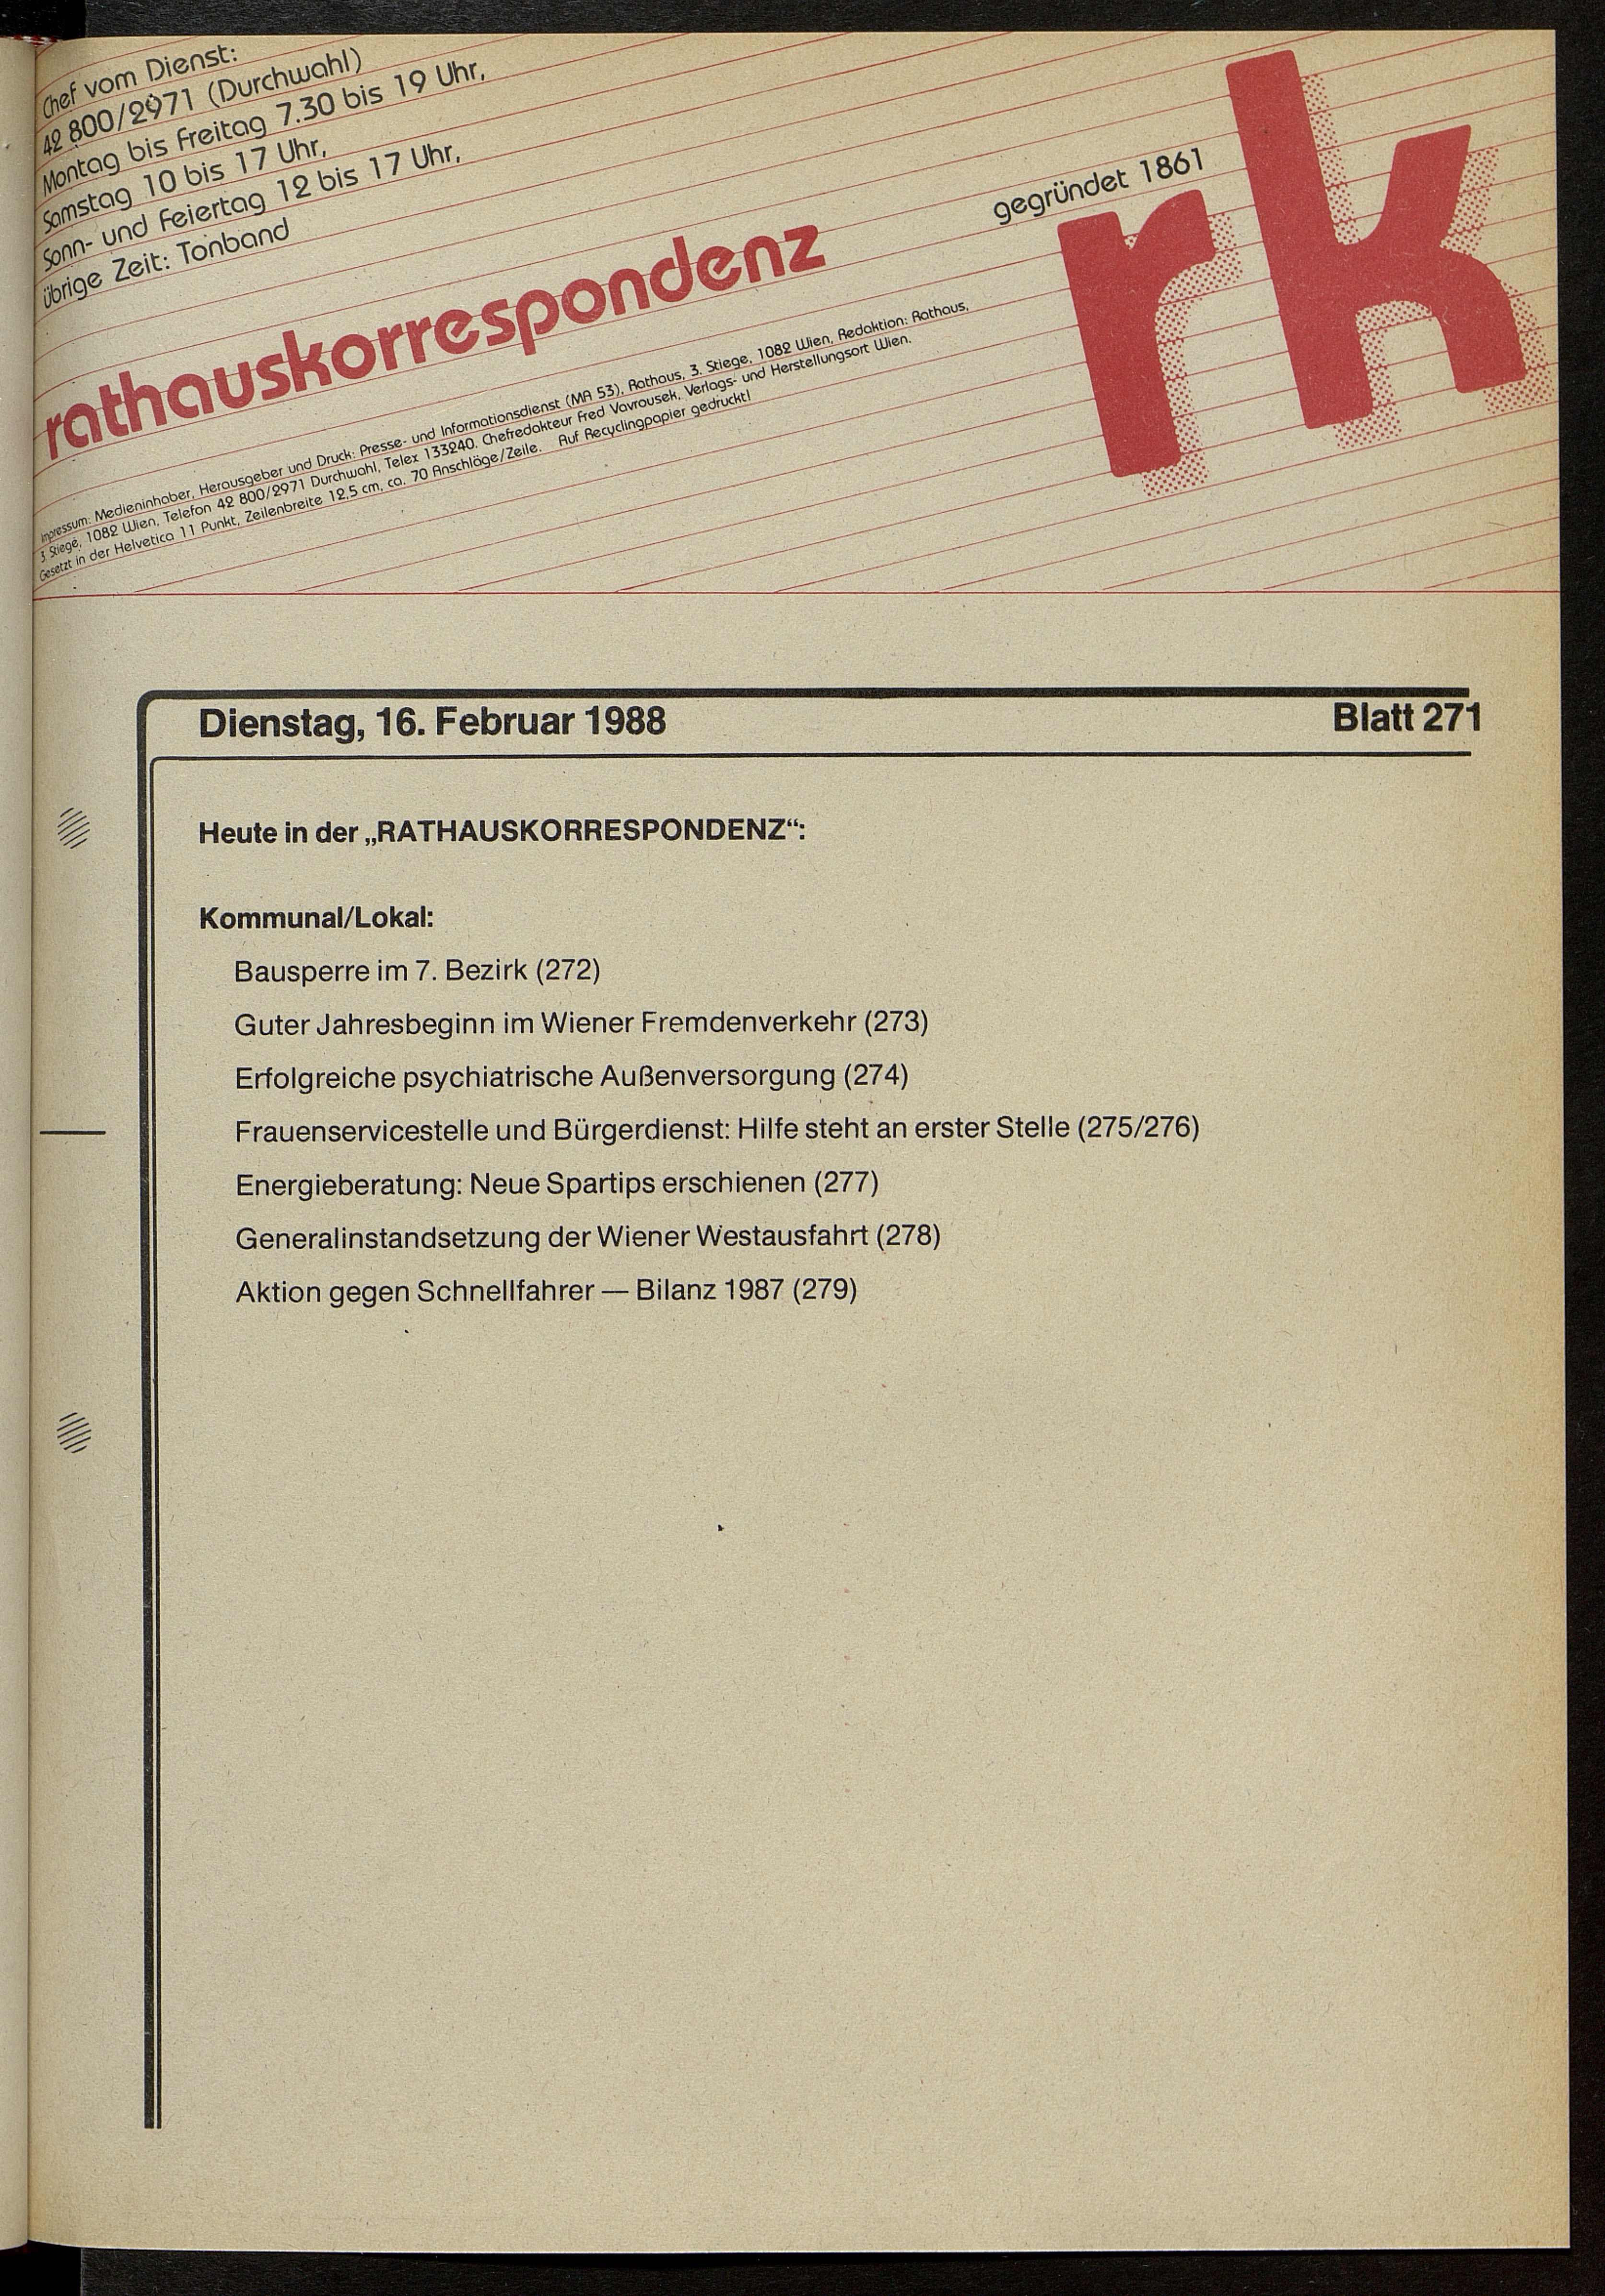 Chef vom Dienst:
42 800/2971 (Durchwahl)
Montag bis Freitag 7.30 bis 19 Uhr,
Samstag 10 bis 17 Uhr,
Sonn- und Feiertag 12 bis 17 Uhr,
übrige Zeit: Tonband
gegründet 1861
rk
rathauskorrespondenz
Impressum: Medieninhaber, Herausgeber und Druck: Presse- und Informationsdienst (MA 53), Rathaus, 3. Stiege, 1082 Wien, Redaktion: Rathaus,
3. Stiege, 1082 Wien, Telefon 42 800/2971 Durchwahl, Telex 133240. Chefredakteur Fred Vavrousek, Verlags- und Herstellungsort Wien.
Gesetzt in der Helvetica 11 Punkt, Zeilenbreite 12,5 cm, ca. 70 Anschläge/Zeile. Auf Recyclingpapier gedruckt!
Dienstag, 16. Februar 1988 Blatt 271
Heute in der „RATHAUSKORRESPONDENZ“:
Kommunal/Lokal:
Bausperre im 7. Bezirk (272)
Guter Jahresbeginn im Wiener Fremdenverkehr (273)
Erfolgreiche psychiatrische Außenversorgung (274)
Frauenservicestelle und Bürgerdienst: Hilfe steht an erster Stelle (275/276)
Energieberatung: Neue Spartips erschienen (277)
Generalinstandsetzung der Wiener Westausfahrt (278)
Aktion gegen Schnellfahrer — Bilanz 1987 (279)